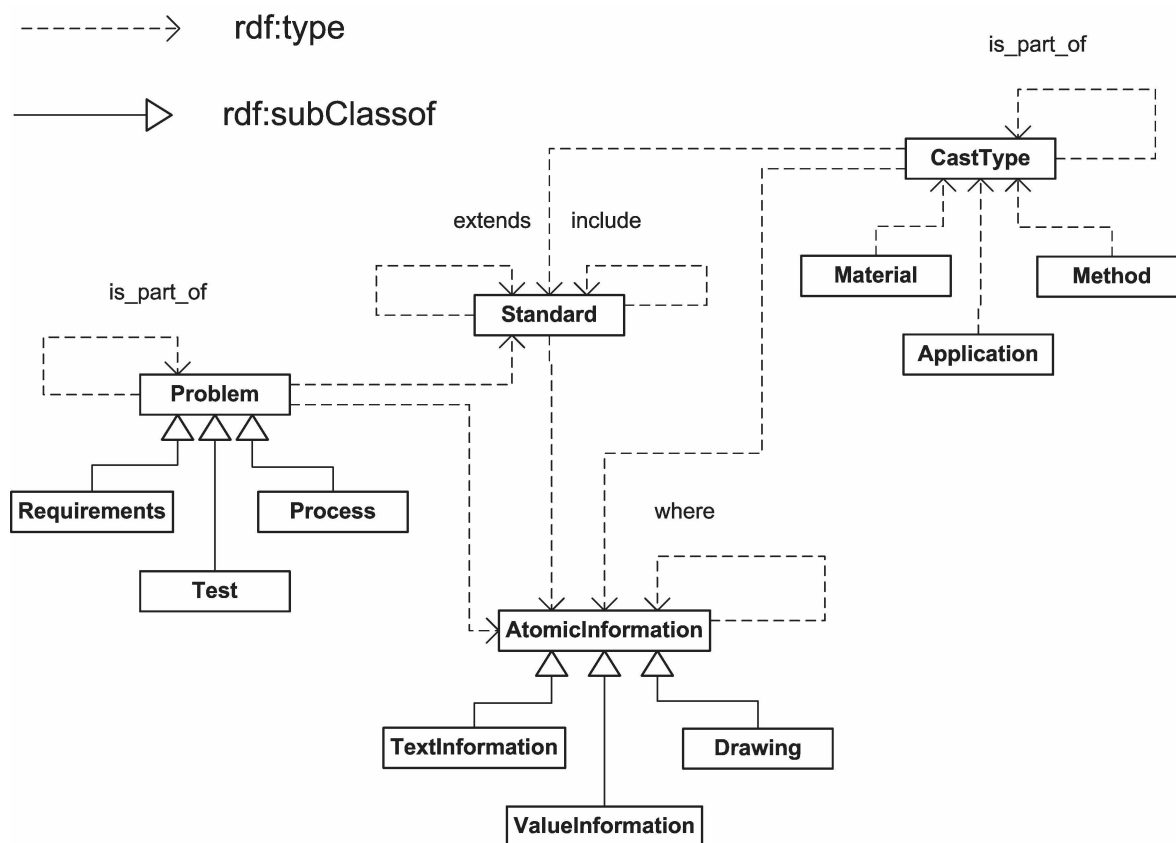 rdf:type
is_part_of
rdf:subClassof
CastType
extends
include
Material
Method
is_part_of
Standard
Application
Problem
Requirements
Process
where
Test
AtomicInformation
TextInformation
Drawing
ValueInformation